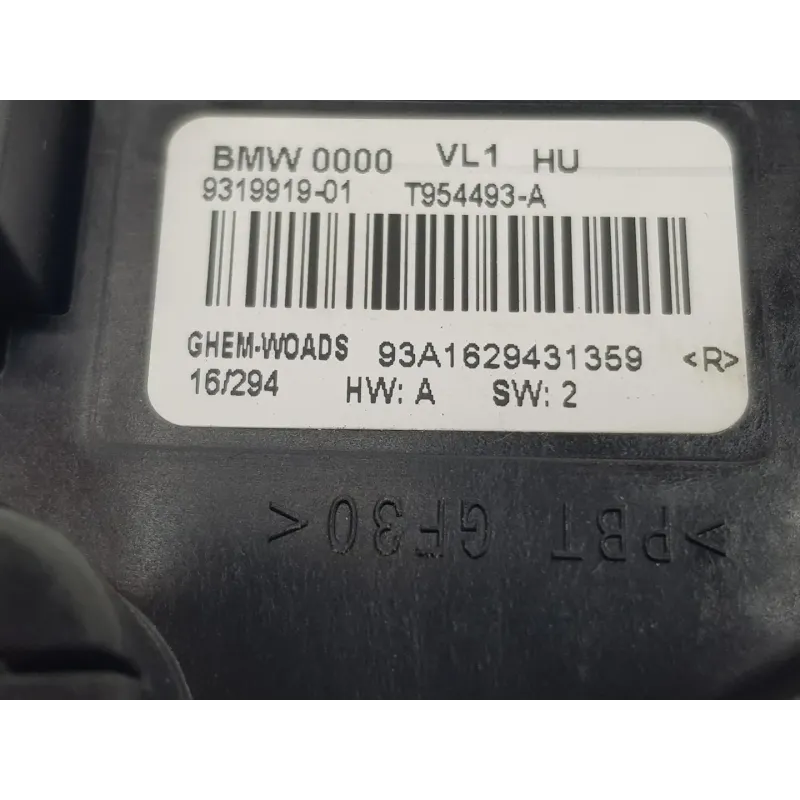 BMW 0000 VL1 HU
9319919-01 T954493-A
GHEM-WOADS 93A1629431359 <R>
16/294 HW: A SW: 2
>PBT GF30<